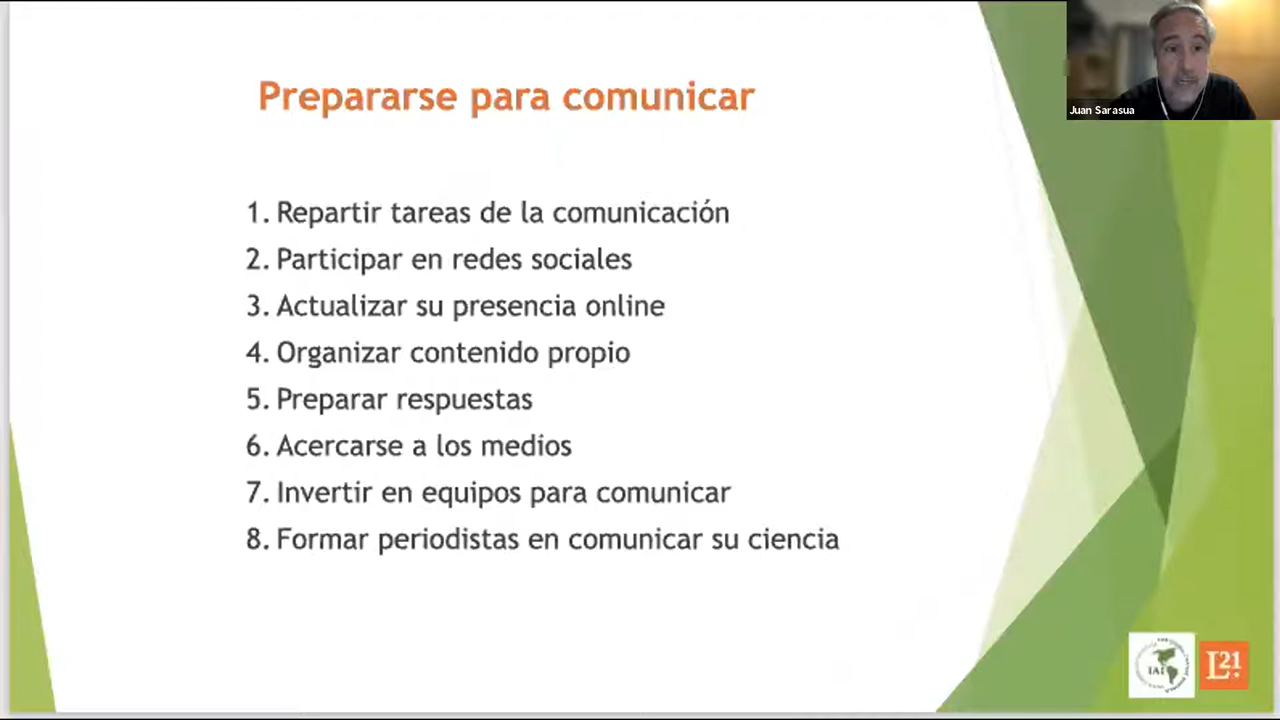 Prepararse para comunicar
Juan Sarasua
1. Repartir tareas de la comunicación
2. Participar en redes sociales
3. Actualizar su presencia online
4. Organizar contenido propio
5. Preparar respuestas
6. Acercarse a los medios
7. Invertir en equipos para comunicar
8. Formar periodistas en comunicar su ciencia
IAI
L21